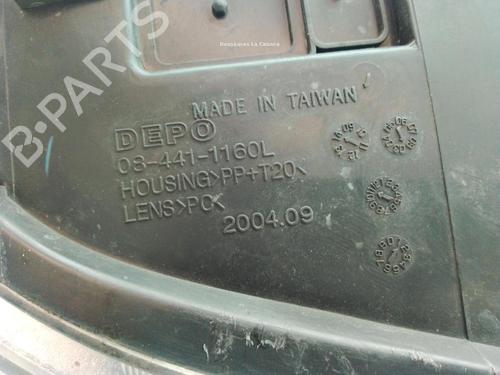 Desguaces La Cabaña
MADE IN TAIWAN
DEPO
08-441-1160L
HOUSING>PP+T20<
LENS>PC<
2004.09
B-PARTS